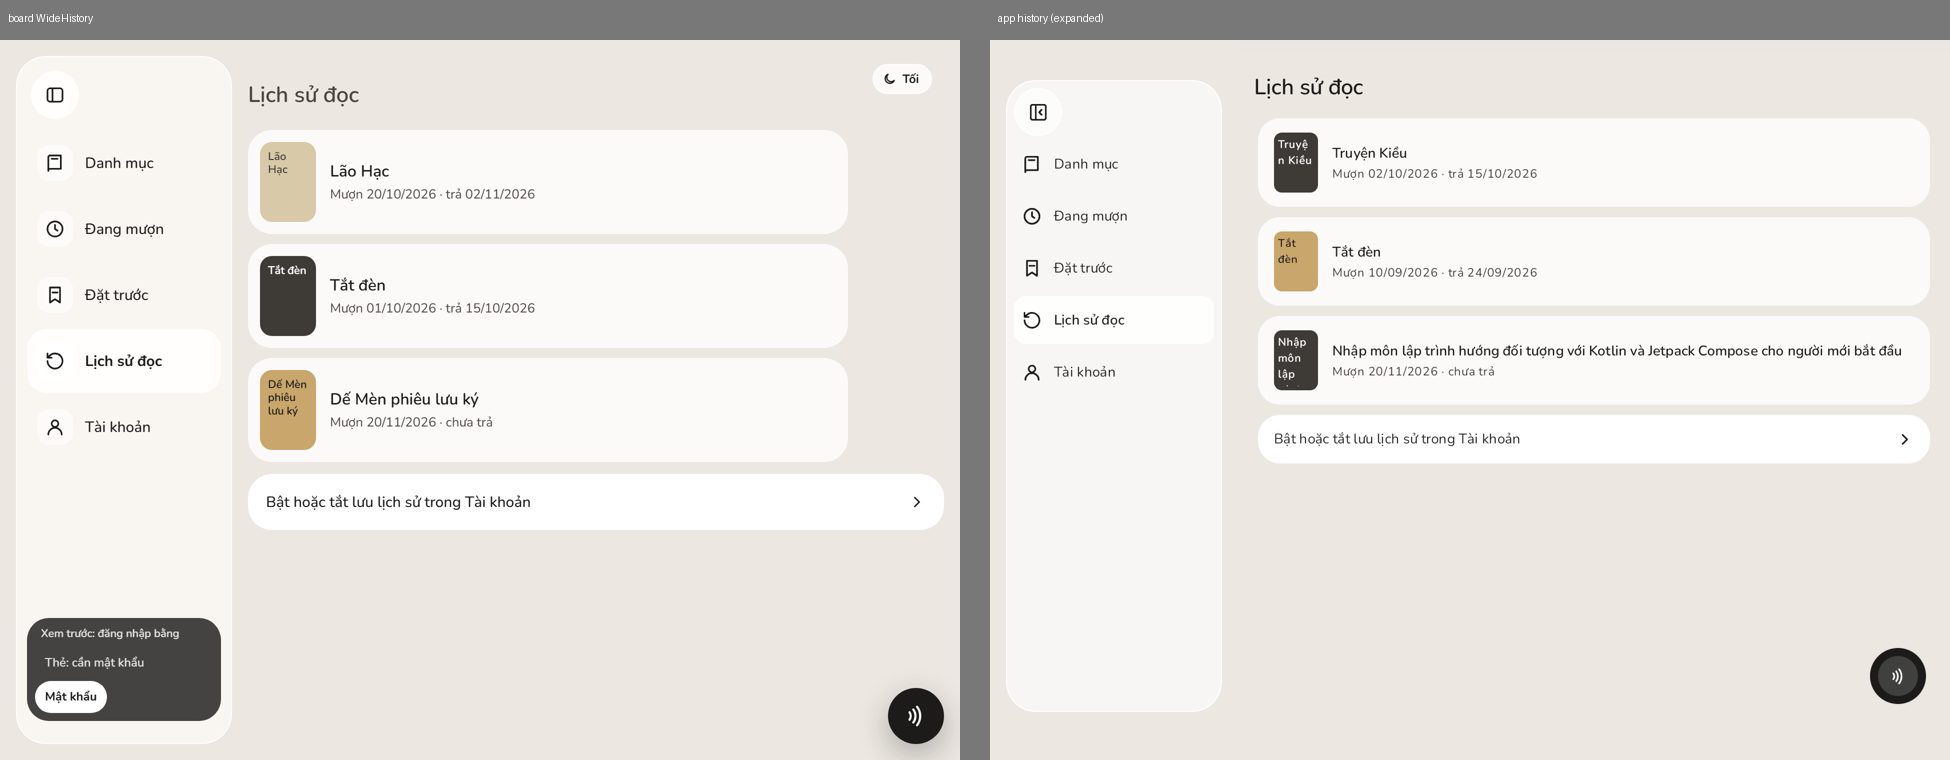 board WideHistory
Tối
Lịch sử đọc
Danh mục
Đang mượn
Đặt trước
Lịch sử đọc
Tài khoản
Lão
Hạc
Lão Hạc
Mượn 20/10/2026 · trả 02/11/2026
Tắt đèn
Tắt đèn
Mượn 01/10/2026 · trả 15/10/2026
Dế Mèn
phiêu
lưu ký
Dế Mèn phiêu lưu ký
Mượn 20/11/2026 · chưa trả
Bật hoặc tắt lưu lịch sử trong Tài khoản
Xem trước: đăng nhập bằng
Thẻ: cần mật khẩu
Mật khẩu
app history (expanded)
Lịch sử đọc
Danh mục
Đang mượn
Đặt trước
Lịch sử đọc
Tài khoản
Truyệ
n Kiều
Truyện Kiều
Mượn 02/10/2026 · trả 15/10/2026
Tắt
đèn
Tắt đèn
Mượn 10/09/2026 · trả 24/09/2026
Nhập
môn
lập
Nhập môn lập trình hướng đối tượng với Kotlin và Jetpack Compose cho người mới bắt đầu
Mượn 20/11/2026 · chưa trả
Bật hoặc tắt lưu lịch sử trong Tài khoản